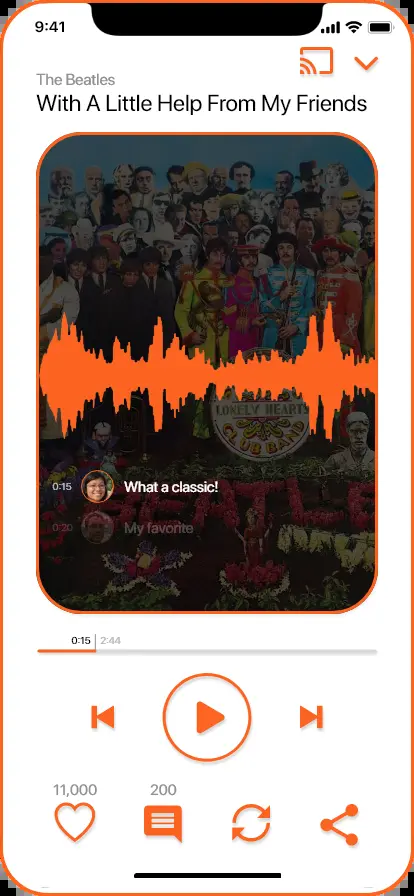 9:41
The Beatles
With A Little Help From My Friends
LONELY HEARTS
CLUB BAND
0:15 What a classic!
0:20 My favorite
BEATLES
0:15 2:44
11,000 200